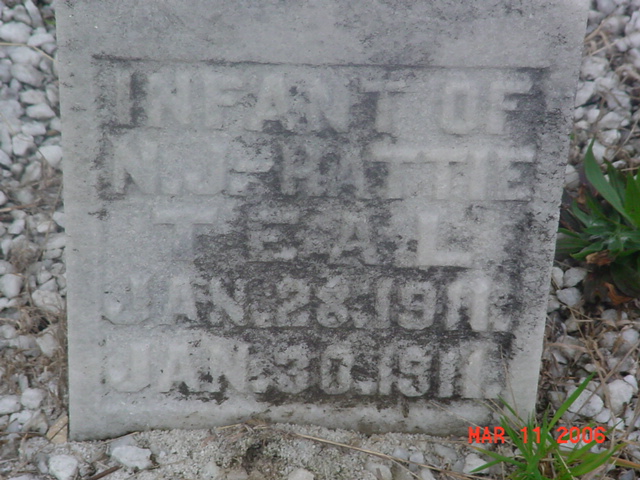 INFANT OF
N.J. & HATTIE
TEAL
JAN. 28. 1911.
JAN. 30. 1911.
MAR 11 2006